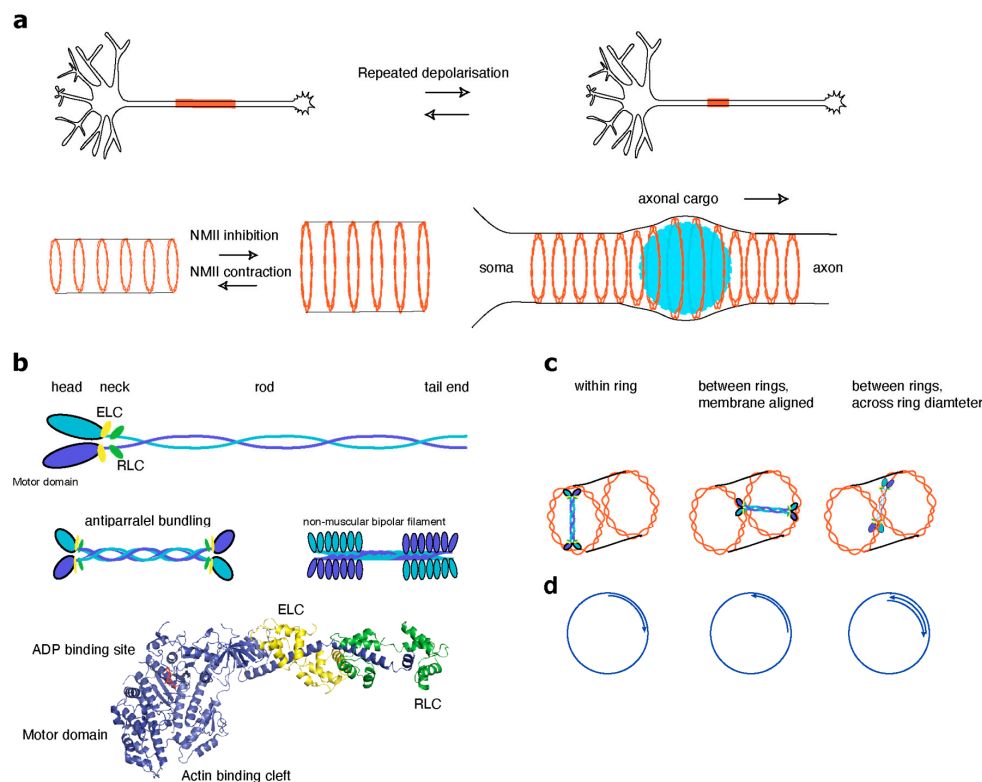 a
Repeated depolarisation
NMII inhibition
NMII contraction
axonal cargo
soma
axon
b
head
neck
rod
tail end
ELC
RLC
Motor domain
antiparralel bundling
non-muscular bipolar filament
ELC
ADP binding site
RLC
Motor domain
Actin binding cleft
c
within ring
between rings,
membrane aligned
between rings,
across ring diamteter
d